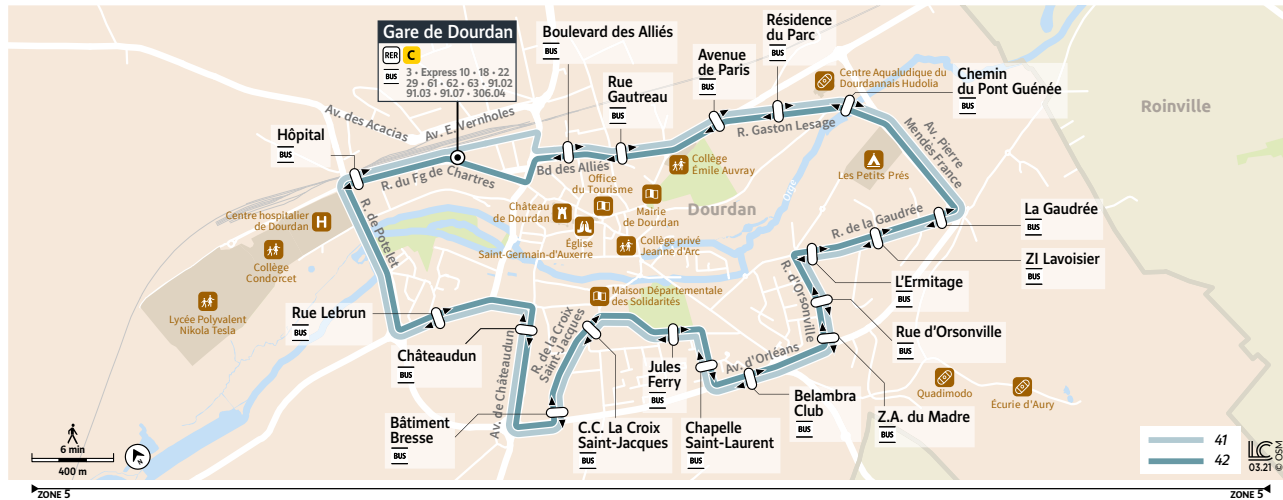 Gare de Dourdan
RER C
BUS 3 • Express 10 • 18 • 22
29 • 61 • 62 • 63 • 91.02
91.03 • 91.07 • 306.04
Boulevard des Alliés
BUS
Rue
Gautreau
BUS
Avenue
de Paris
BUS
Résidence
du Parc
BUS
Centre Aqualudique du
Dourdannais Hudolia
Chemin
du Pont Guénée
BUS
Roinville
Av. des Acacias
Av. E. Vernholes
Hôpital
BUS
R. du Fg de Chartres
Bd des Alliés
R. Gaston Lesage
Av. Pierre
Mendès France
Collège
Émile Auvray
Les Petits Prés
Office
du Tourisme
Château
de Dourdan
Mairie
de Dourdan
Dourdan
Orge
Église
Saint-Germain-d'Auxerre
Collège privé
Jeanne d'Arc
Centre hospitalier
de Dourdan
H
Collège
Condorcet
Lycée Polyvalent
Nikola Tesla
R. de Potelet
R. de la Gaudrée
La Gaudrée
BUS
ZI Lavoisier
BUS
L'Ermitage
BUS
R. d'Orsonville
Rue d'Orsonville
BUS
Maison Départementale
des Solidarités
Rue Lebrun
BUS
Châteaudun
BUS
Av. de Châteaudun
R. de la Croix
Saint-Jacques
Jules
Ferry
BUS
Av. d'Orléans
Belambra
Club
BUS
Z.A. du Madre
BUS
Quadimodo
Écurie d'Aury
Bâtiment
Bresse
BUS
C.C. La Croix
Saint-Jacques
BUS
Chapelle
Saint-Laurent
BUS
6 min
400 m
41
42
LC
03.21
© OSM
ZONE 5
ZONE 5